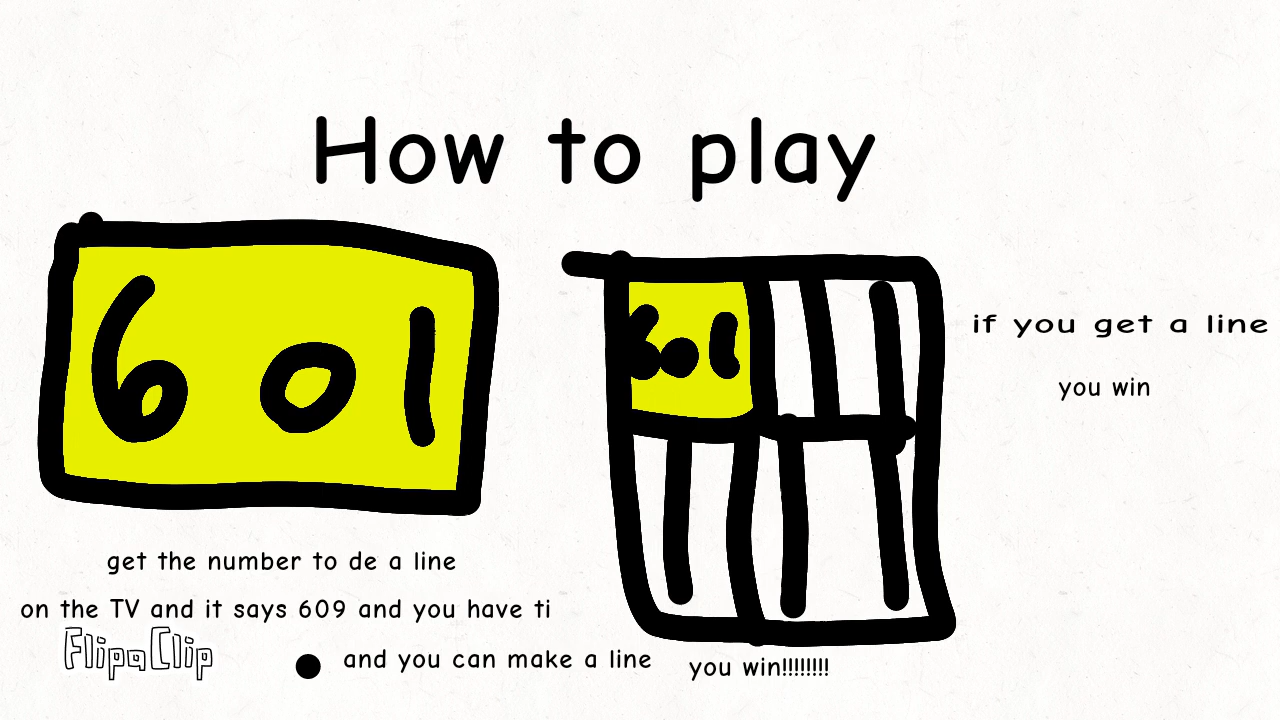 How to play
601
601
if you get a line
you win
get the number to de a line
on the TV and it says 609 and you have ti
and you can make a line
you win!!!!!!!!
FlipaClip